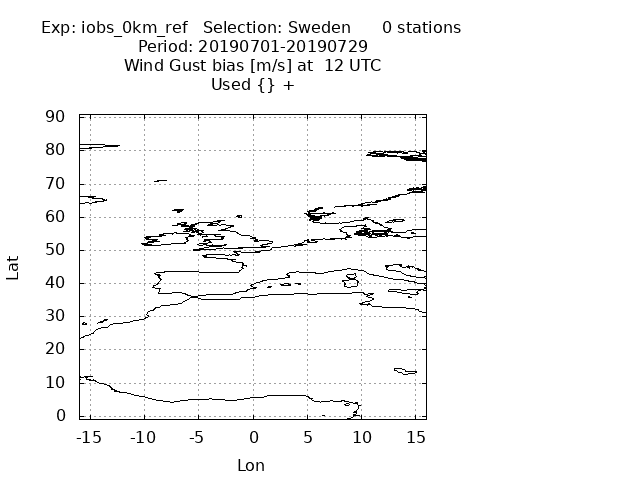 Exp: iobs_0km_ref   Selection: Sweden      0 stations
Period: 20190701-20190729
Wind Gust bias [m/s] at  12 UTC
Used {} +
90
80
70
60
50
40
30
20
10
0
Lat
-15 -10 -5 0 5 10 15
Lon